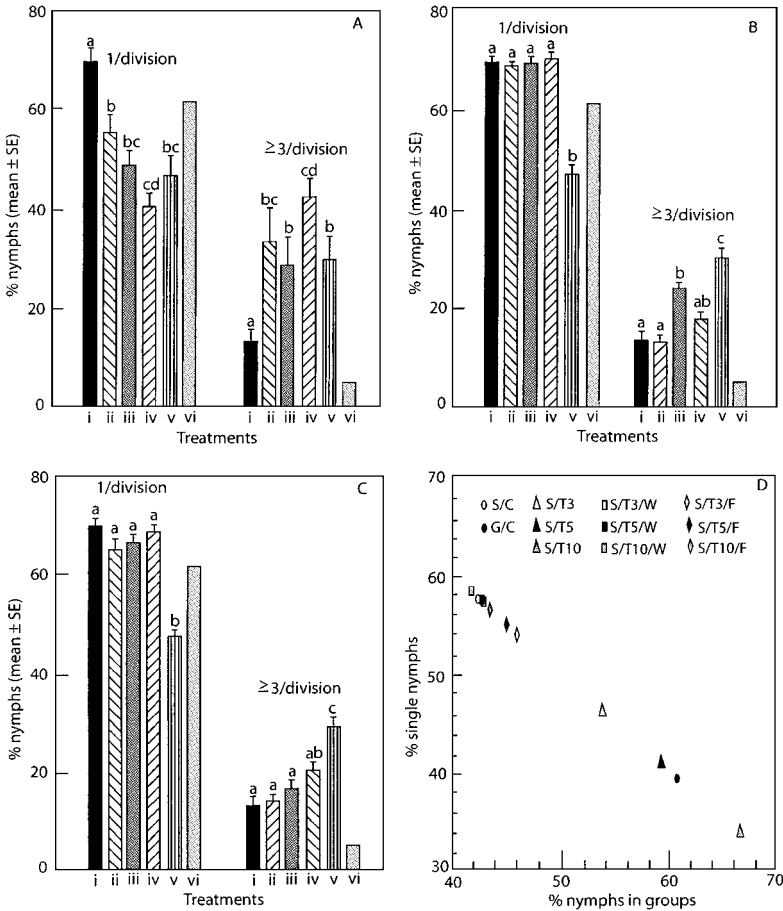 A
80
60
40
20
0
% nymphs (mean ± SE)
1/division
a
b
bc
cd
bc
≥3/division
a
bc
b
cd
b
i ii iii iv v vi i ii iii iv v vi
Treatments
B
80
60
40
20
0
% nymphs (mean ± SE)
1/division
a a a a
b
≥3/division
a a b ab c
i ii iii iv v vi i ii iii iv v vi
Treatments
C
80
60
40
20
0
% nymphs (mean ± SE)
1/division
a a a a
b
≥3/division
a a a ab c
i ii iii iv v vi i ii iii iv v vi
Treatments
D
70
60
50
40
30
% single nymphs
S/C S/T3 S/T3/W S/T3/F
G/C S/T5 S/T5/W S/T5/F
S/T10 S/T10/W S/T10/F
40 50 60 70
% nymphs in groups